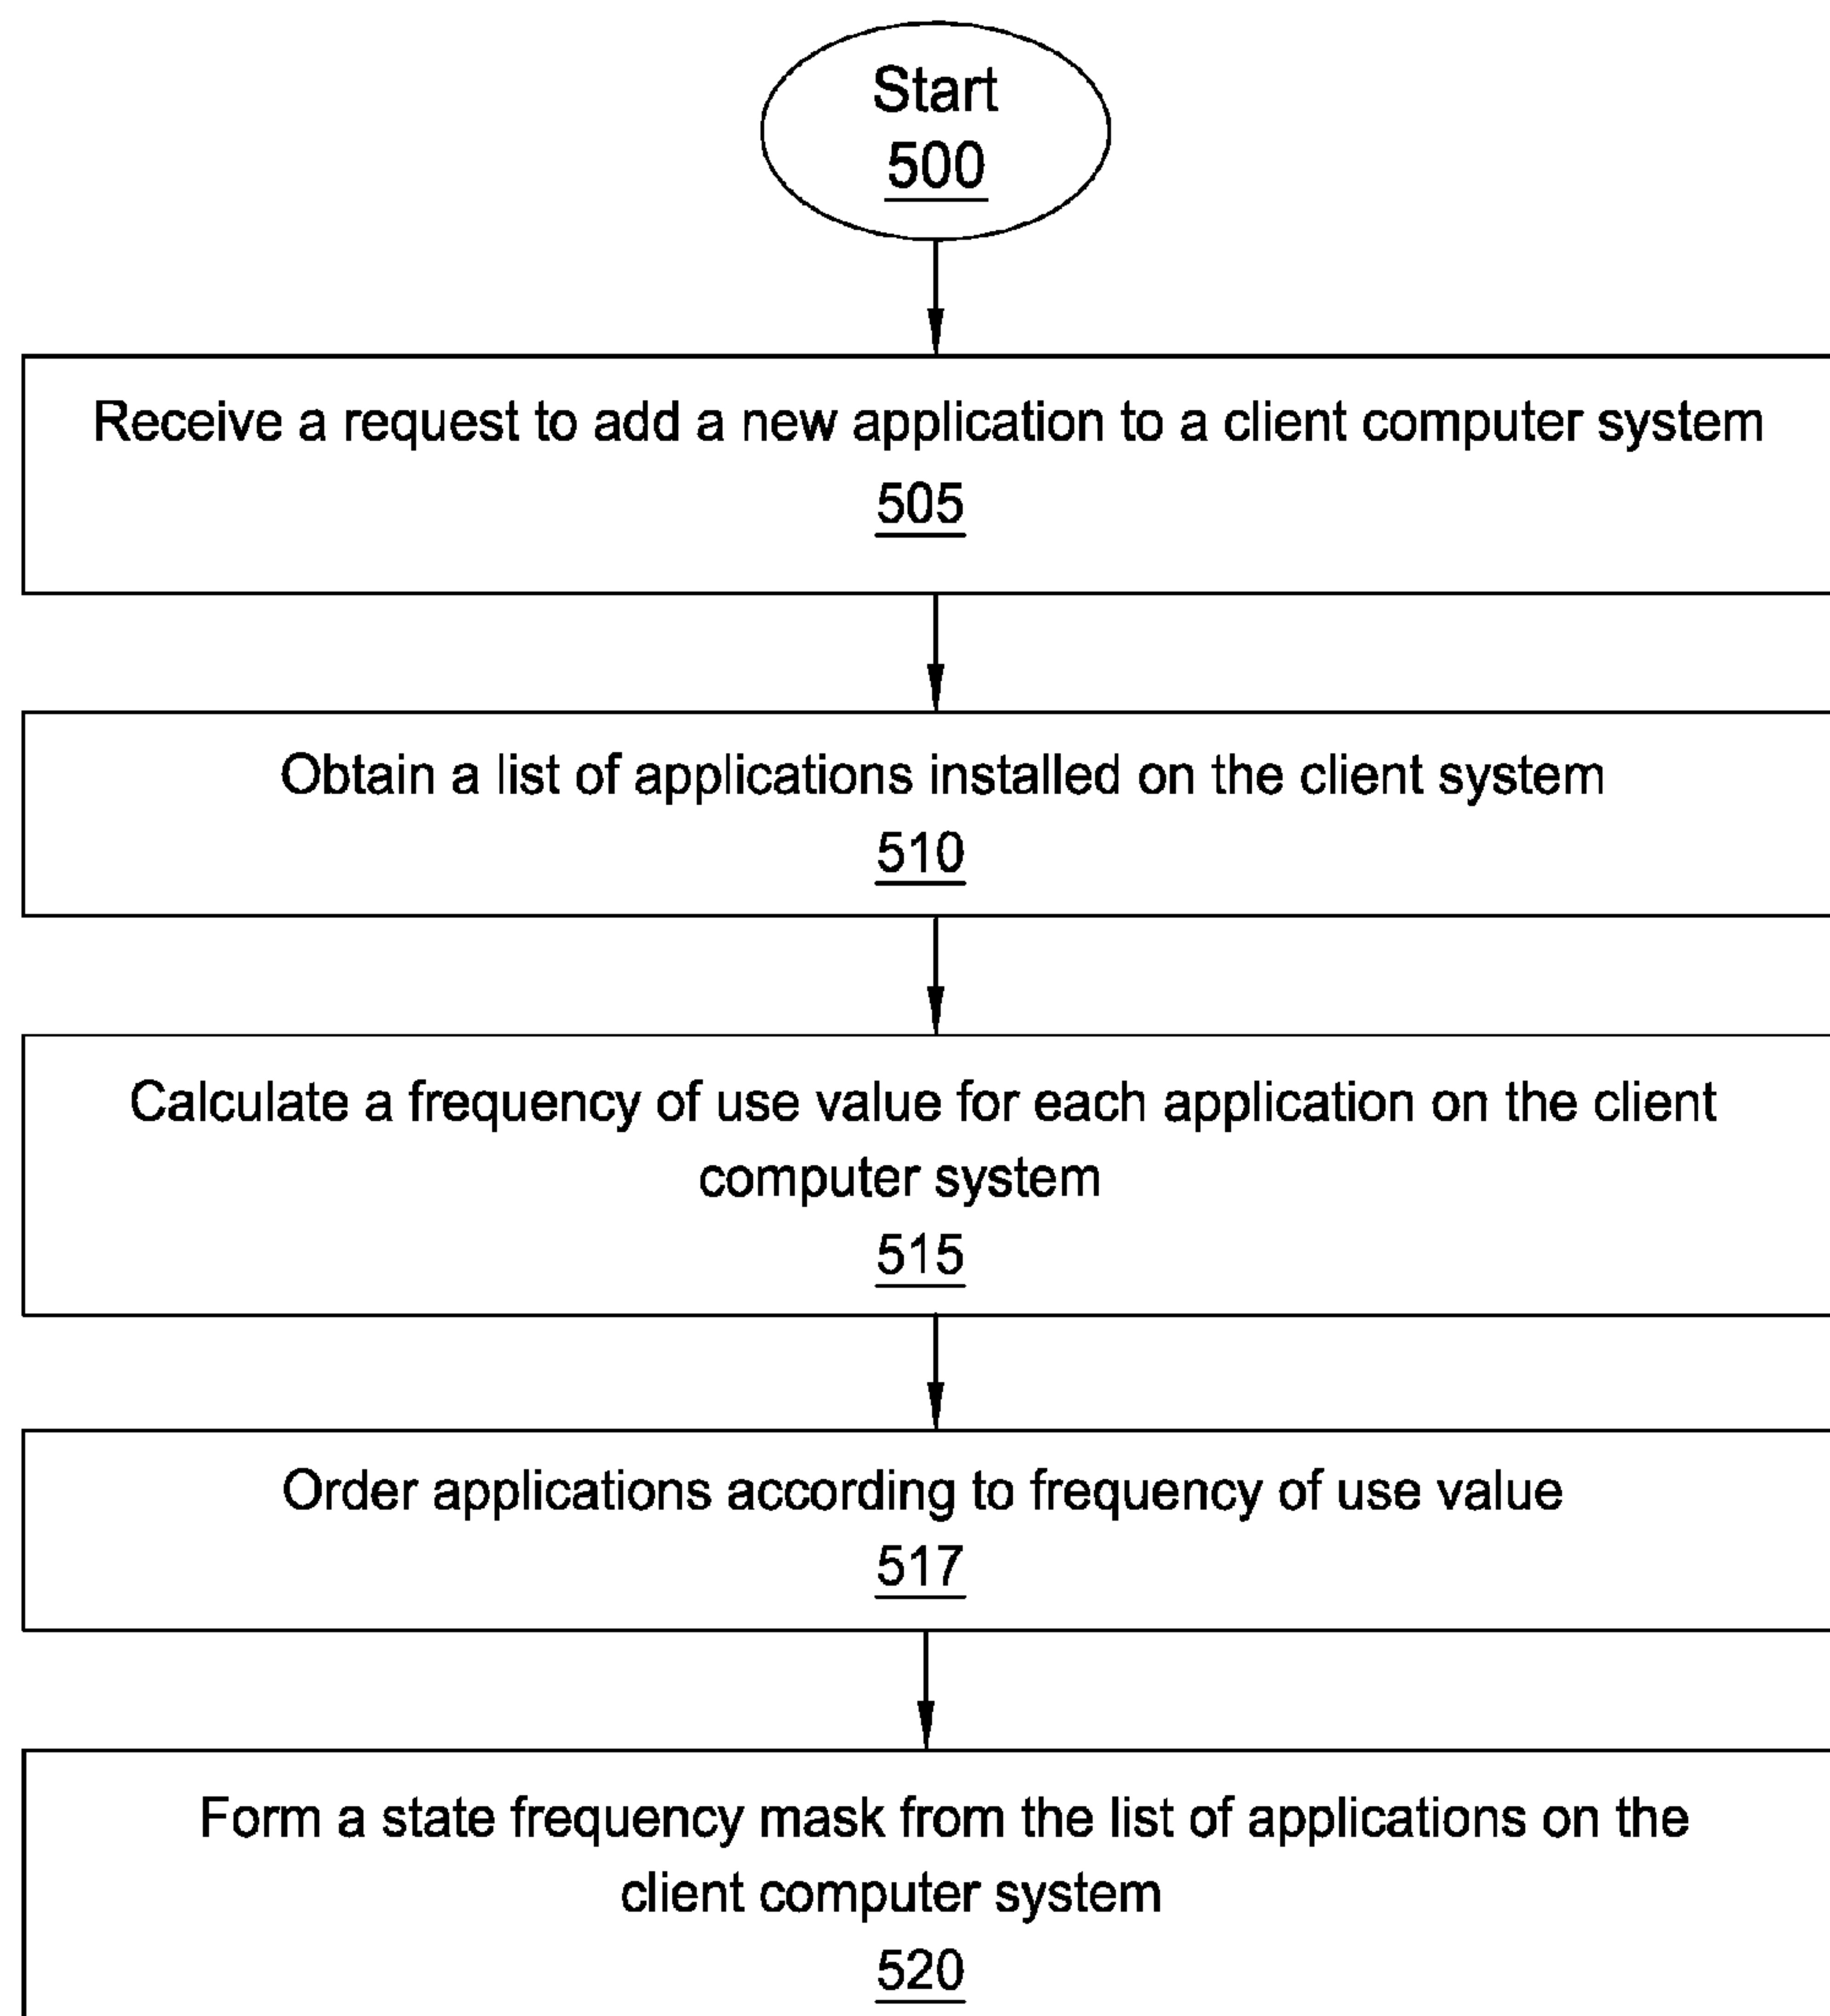 Start
500
Receive a request to add a new application to a client computer system
505
Obtain a list of applications installed on the client system
510
Calculate a frequency of use value for each application on the client
computer system
515
Order applications according to frequency of use value
517
Form a state frequency mask from the list of applications on the
client computer system
520